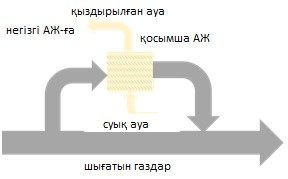 қыздырылған ауа
негізгі АЖ-ға
қосымша АЖ
суық ауа
шығатын газдар